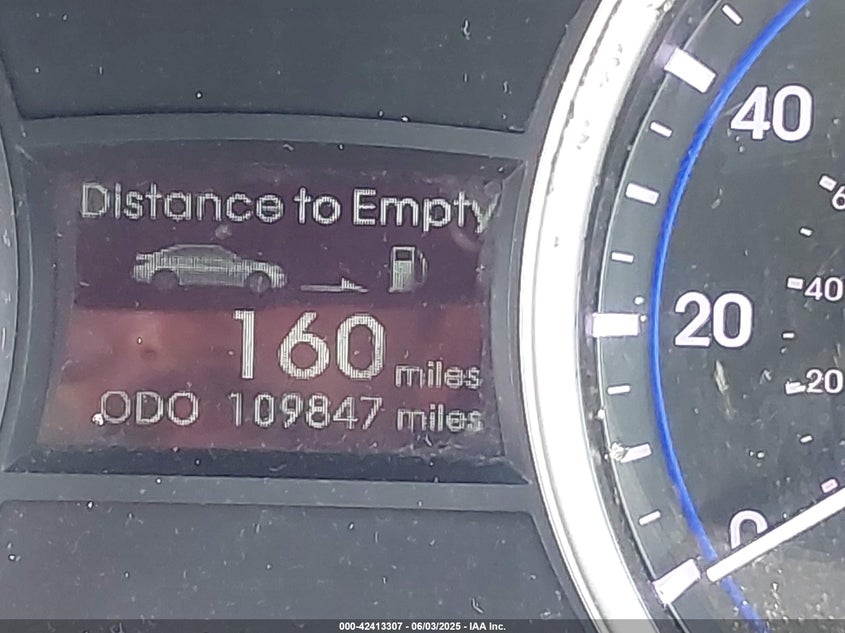 Distance to Empty
160 miles
ODO 109847 miles
40
20
0
40
20
000-42413307 - 06/03/2025 - IAA Inc.